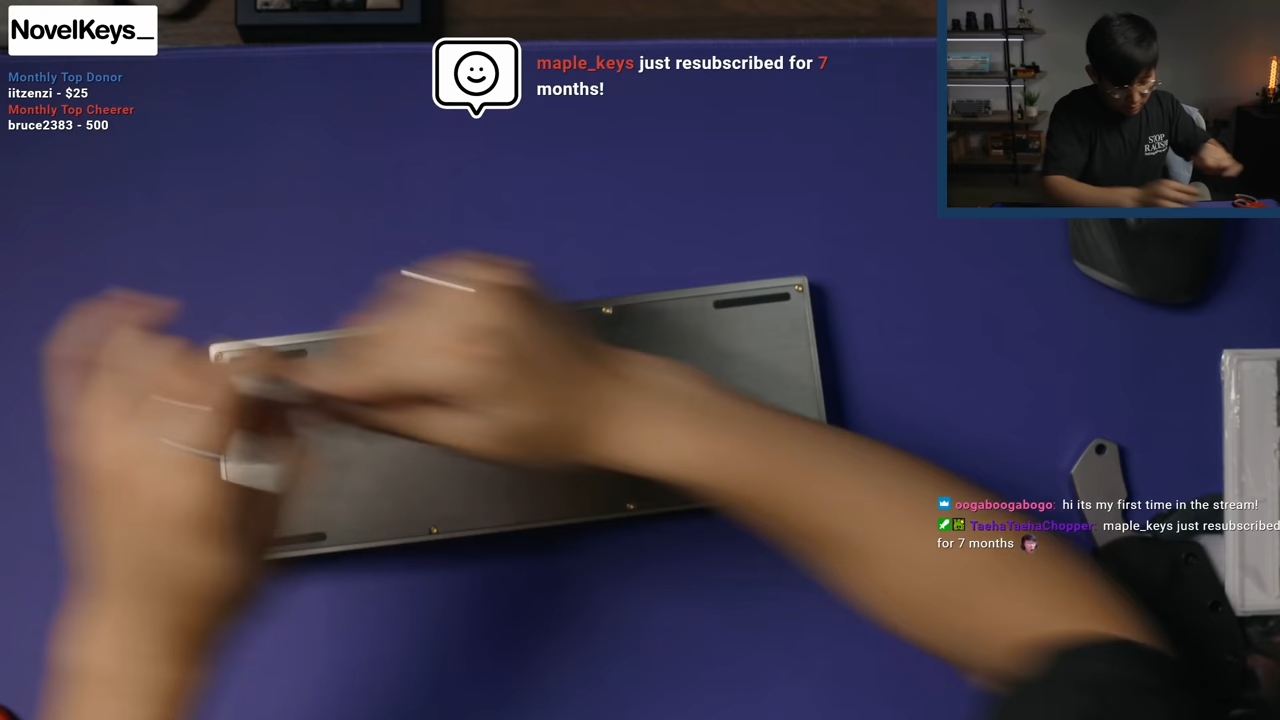 NovelKeys_
Monthly Top Donor
iitzenzi - $25
Monthly Top Cheerer
bruce2383 - 500
maple_keys just resubscribed for 7
months!
STOP
oogaboogabogo: hi its my first time in the stream!
TaehaTaehaChopper: maple_keys just resubscribed
for 7 months